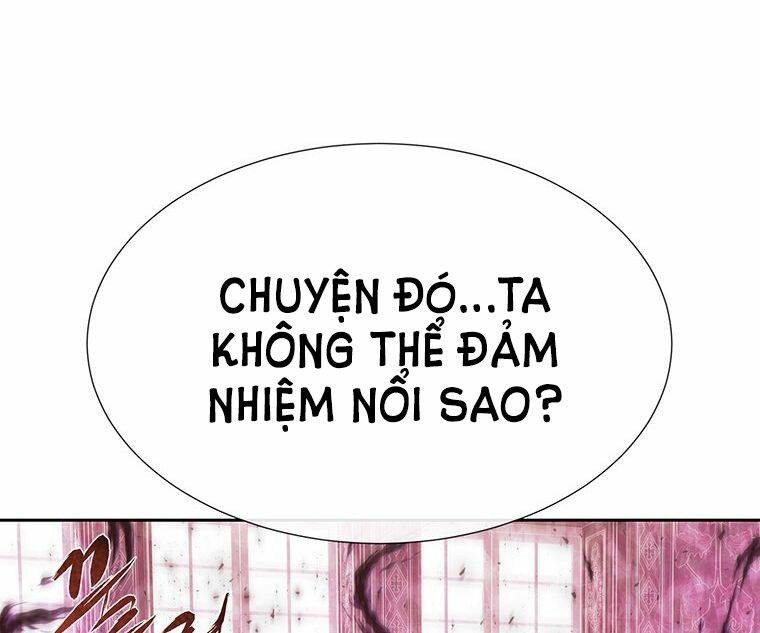 CHUYỆN ĐÓ...TA
KHÔNG THỂ ĐẢM
NHIỆM NỔI SAO?